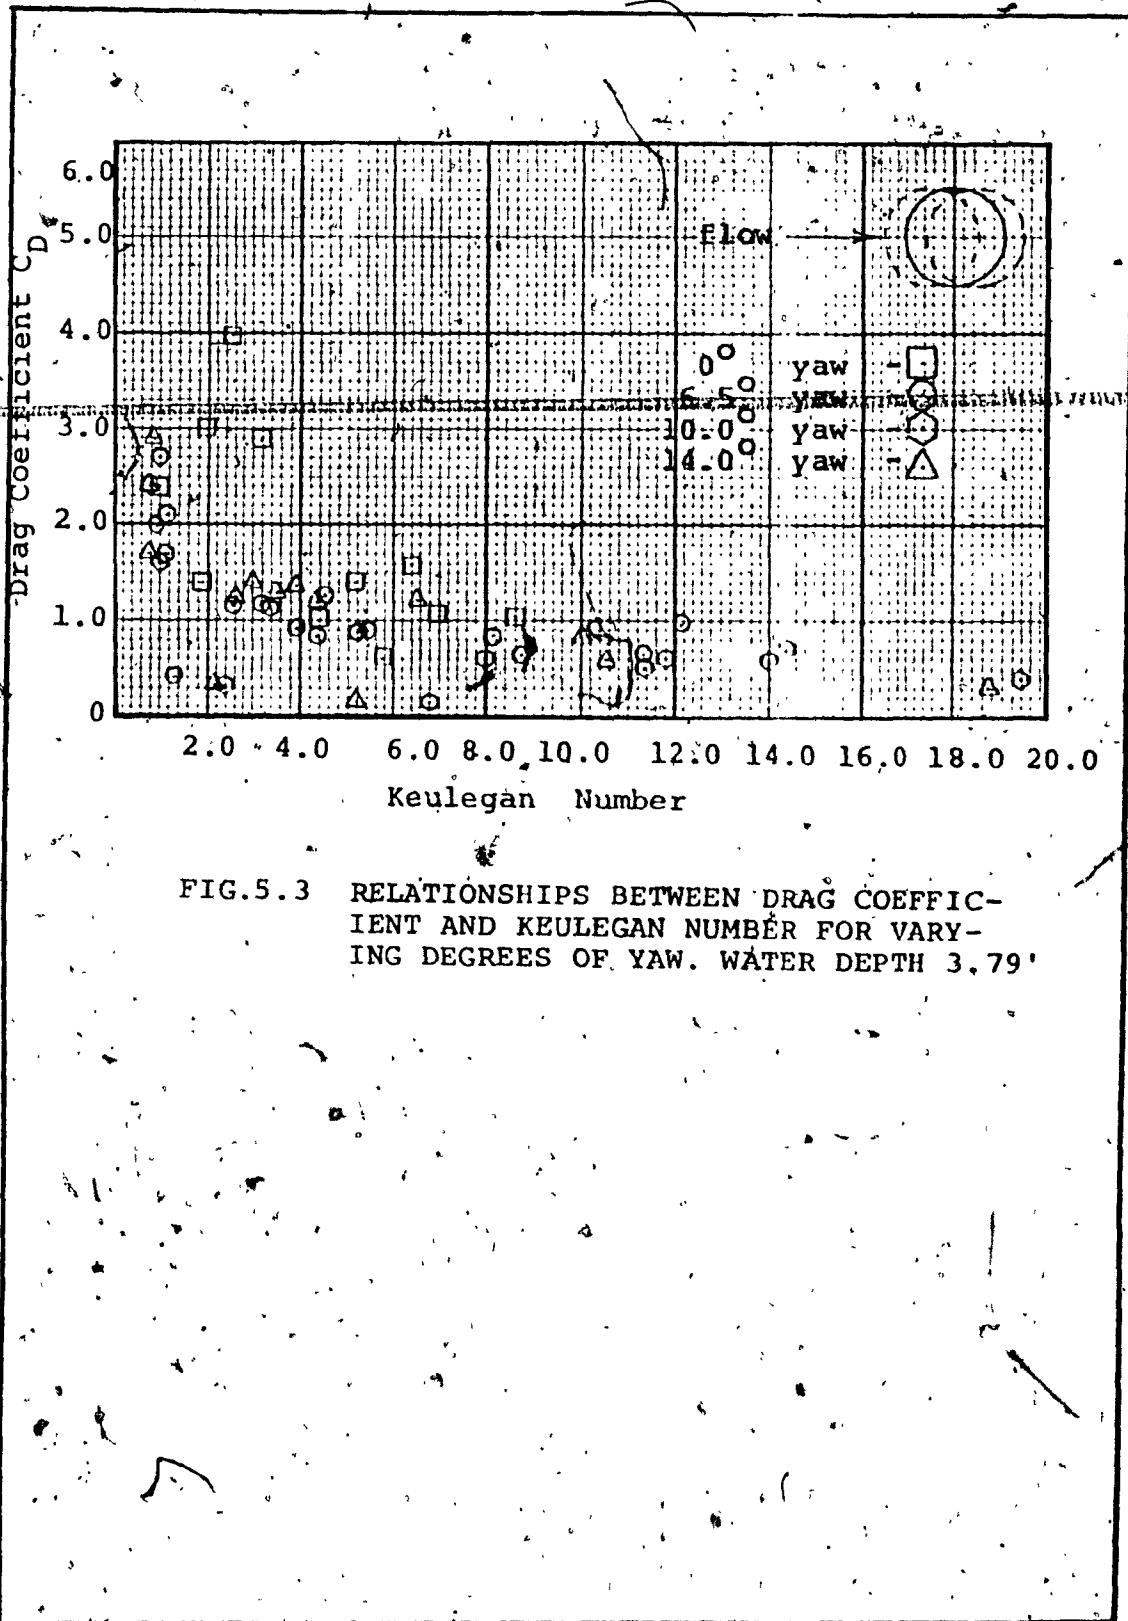 6.0
5.0
4.0
3.0
2.0
1.0
0
Drag Coefficient C_D
Flow
0° yaw -
6.5° yaw -
10.0° yaw -
14.0° yaw -
2.0 4.0 6.0 8.0 10.0 12.0 14.0 16.0 18.0 20.0
Keulegan Number
FIG.5.3 RELATIONSHIPS BETWEEN DRAG COEFFIC-
IENT AND KEULEGAN NUMBER FOR VARY-
ING DEGREES OF YAW. WATER DEPTH 3.79'